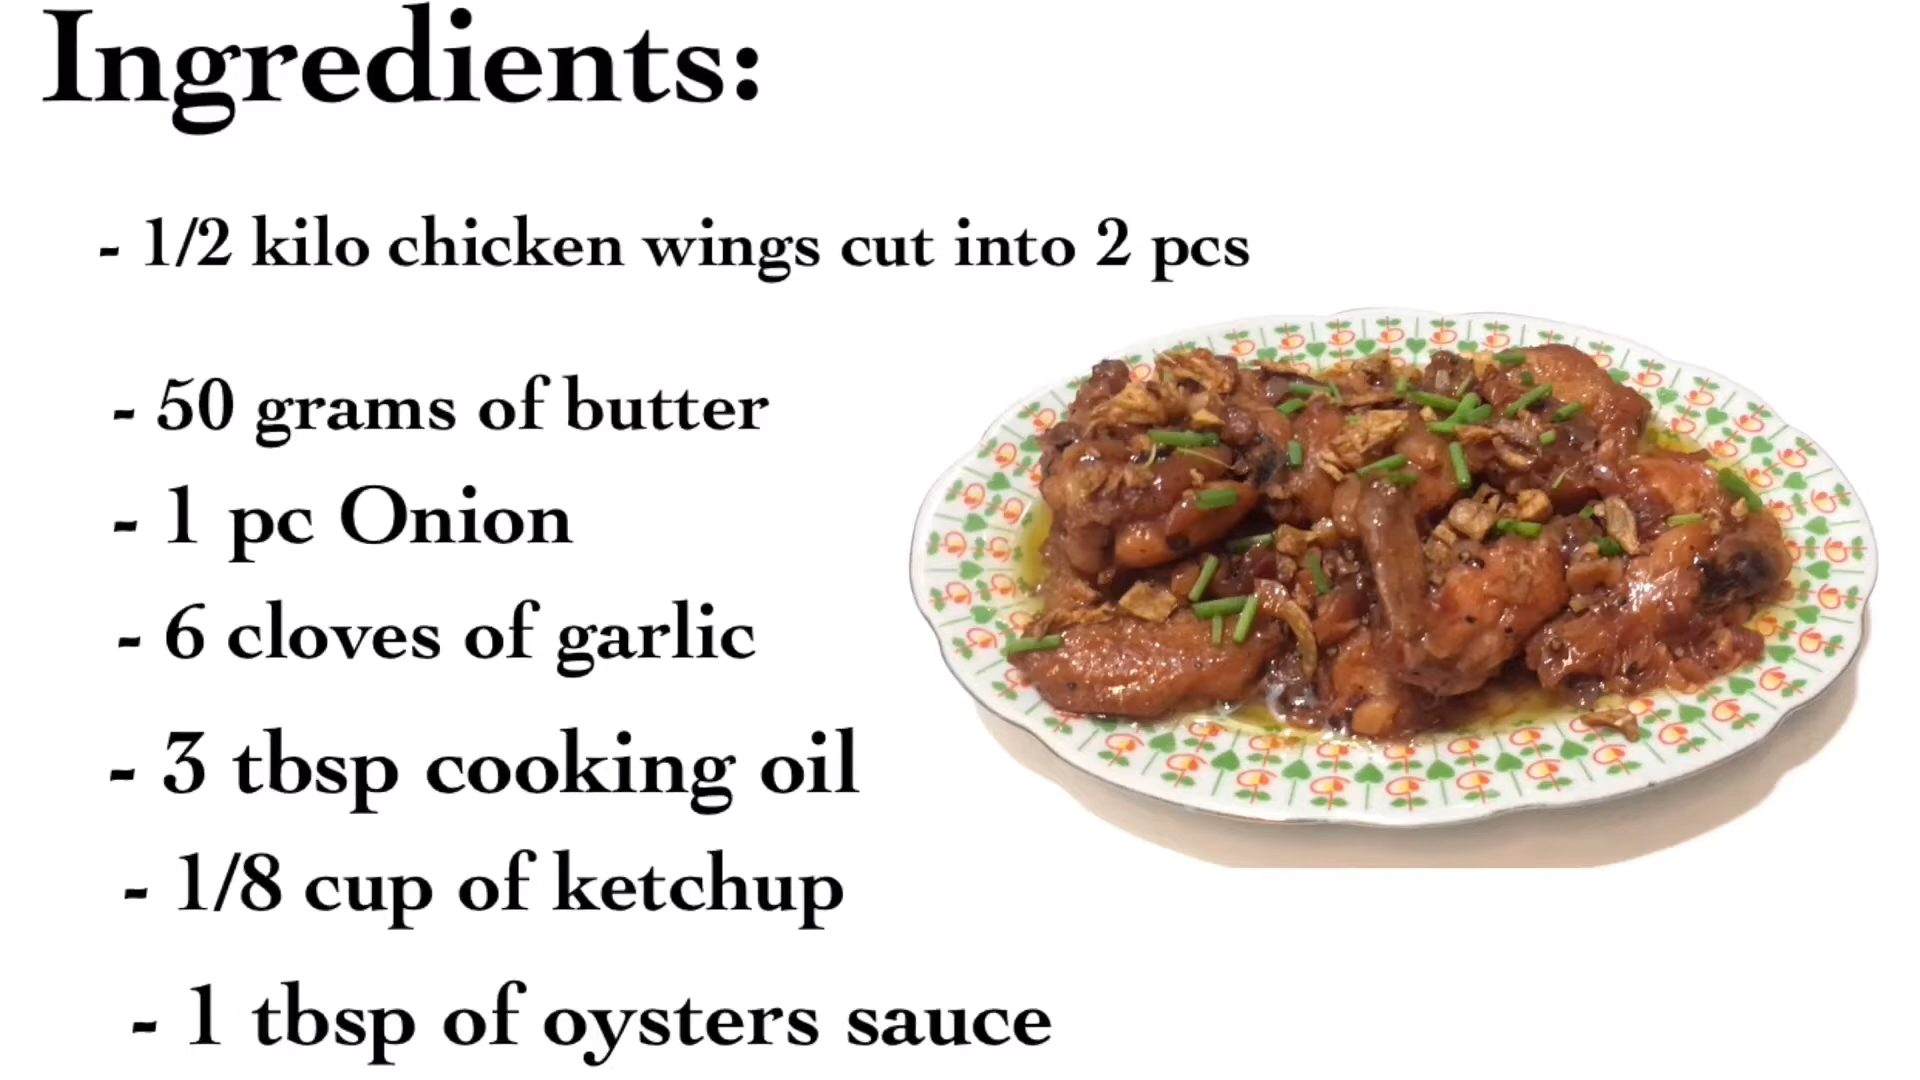 Ingredients:
- 1/2 kilo chicken wings cut into 2 pcs
- 50 grams of butter
- 1 pc Onion
- 6 cloves of garlic
- 3 tbsp cooking oil
- 1/8 cup of ketchup
- 1 tbsp of oysters sauce